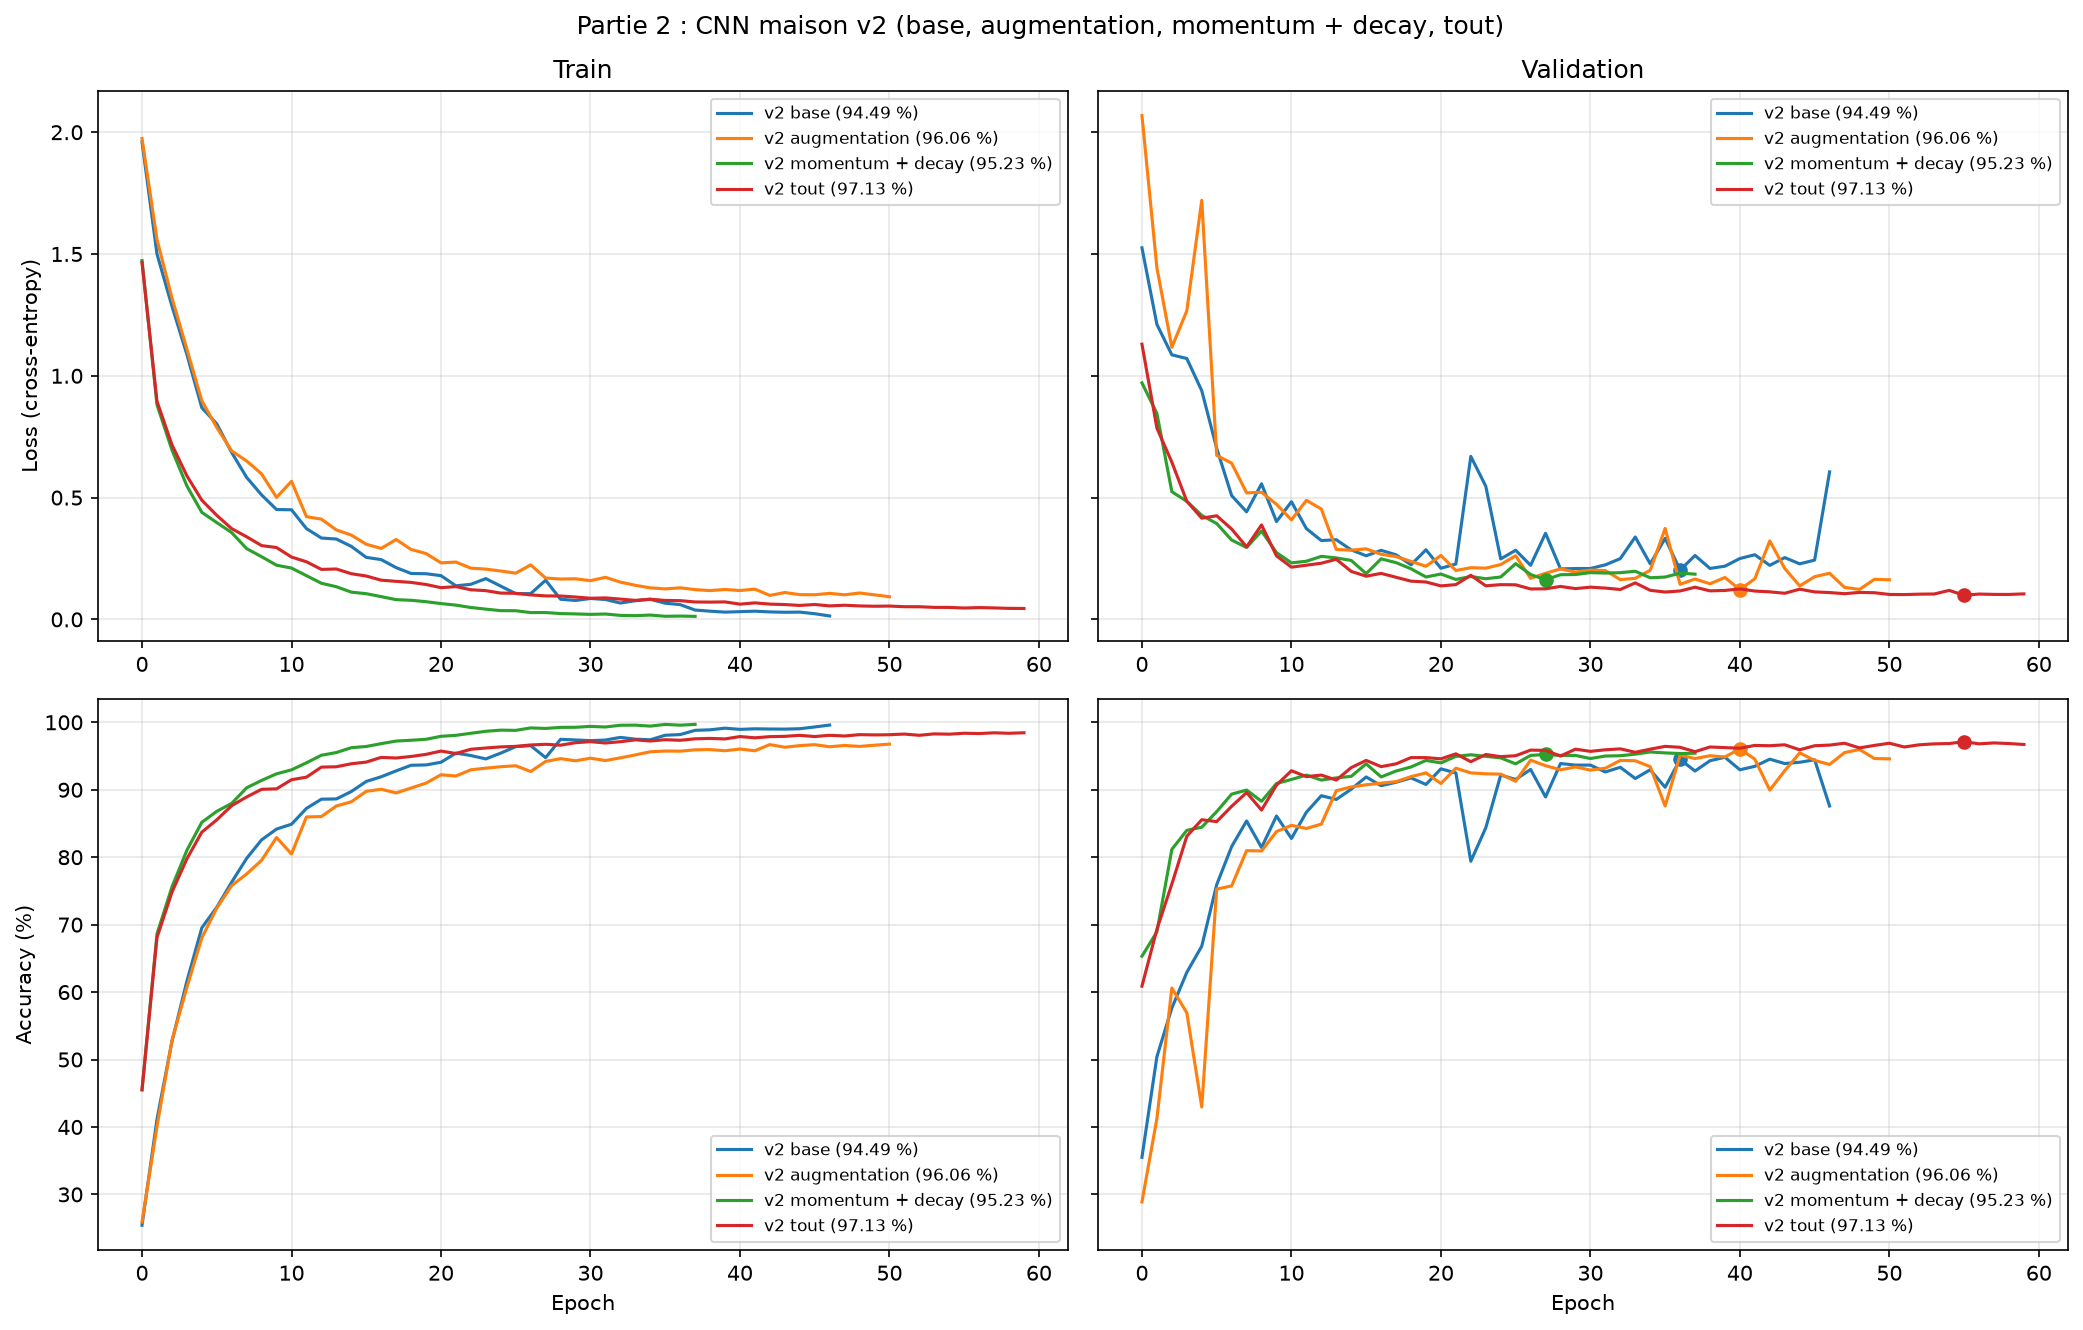 Partie 2 : CNN maison v2 (base, augmentation, momentum + decay, tout)
Train
Loss (cross-entropy)
2.0
1.5
1.0
0.5
0.0
v2 base (94.49 %)
v2 augmentation (96.06 %)
v2 momentum + decay (95.23 %)
v2 tout (97.13 %)
0 10 20 30 40 50 60
Validation
v2 base (94.49 %)
v2 augmentation (96.06 %)
v2 momentum + decay (95.23 %)
v2 tout (97.13 %)
0 10 20 30 40 50 60
Accuracy (%)
100
90
80
70
60
50
40
30
v2 base (94.49 %)
v2 augmentation (96.06 %)
v2 momentum + decay (95.23 %)
v2 tout (97.13 %)
0 10 20 30 40 50 60
Epoch
v2 base (94.49 %)
v2 augmentation (96.06 %)
v2 momentum + decay (95.23 %)
v2 tout (97.13 %)
0 10 20 30 40 50 60
Epoch